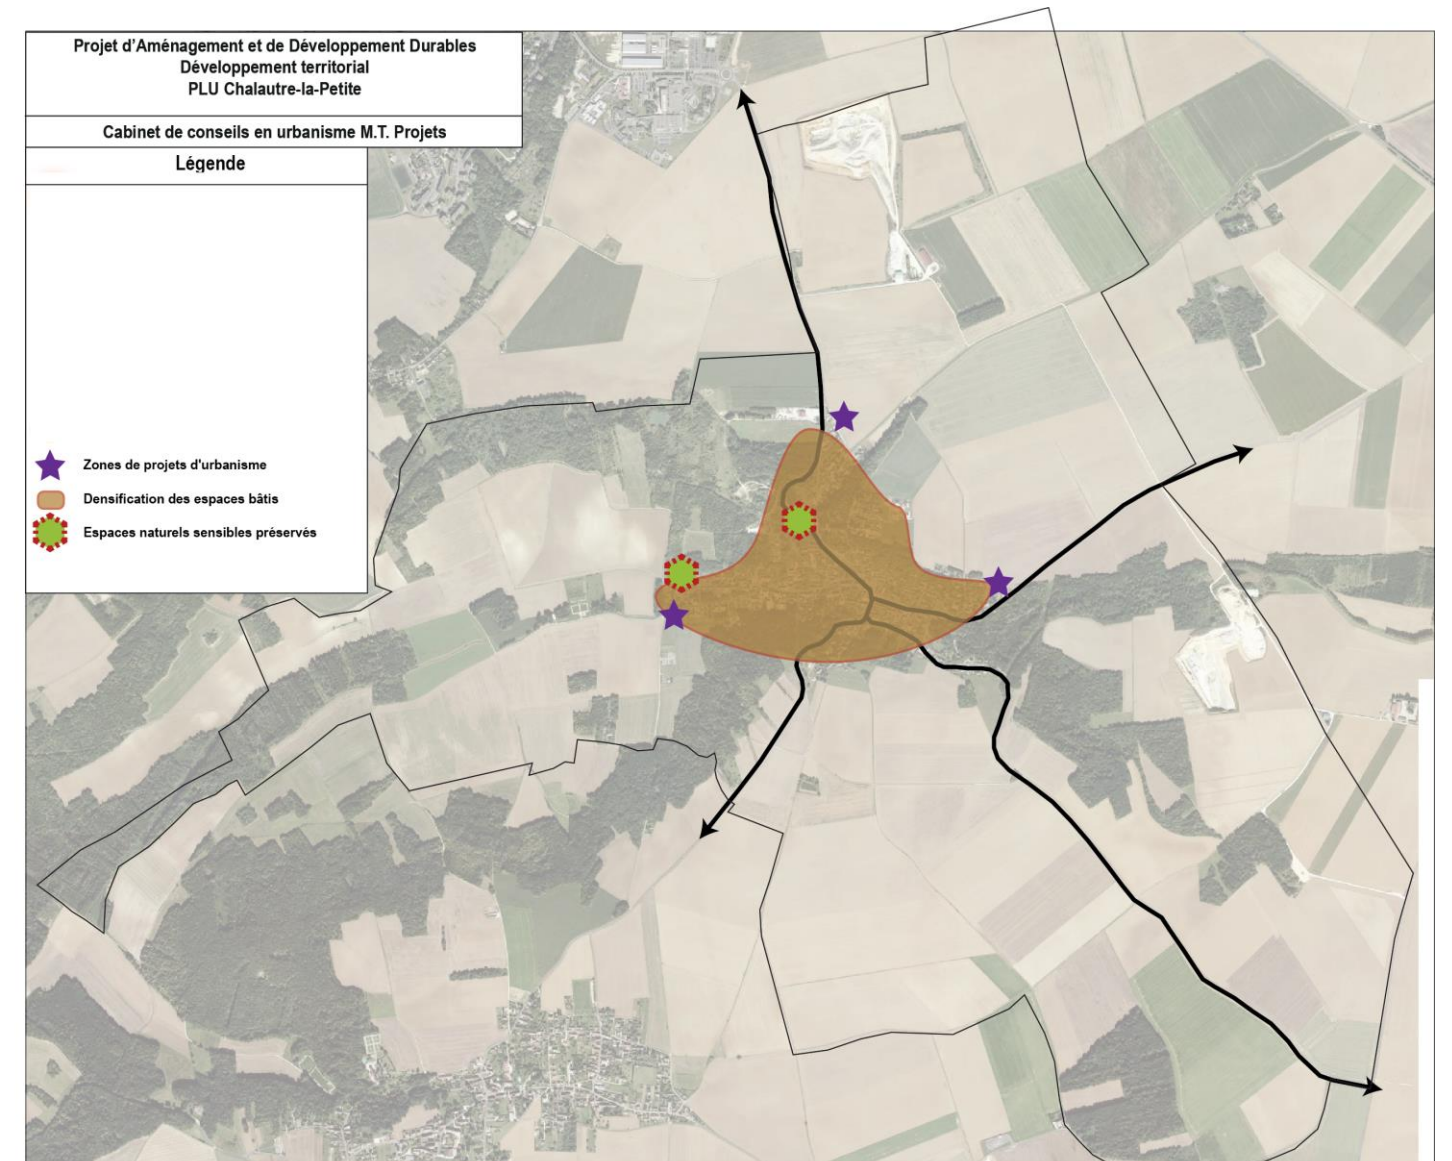 Projet d’Aménagement et de Développement Durables
Développement territorial
PLU Chalautre-la-Petite
Cabinet de conseils en urbanisme M.T. Projets
Légende
Zones de projets d'urbanisme
Densification des espaces bâtis
Espaces naturels sensibles préservés